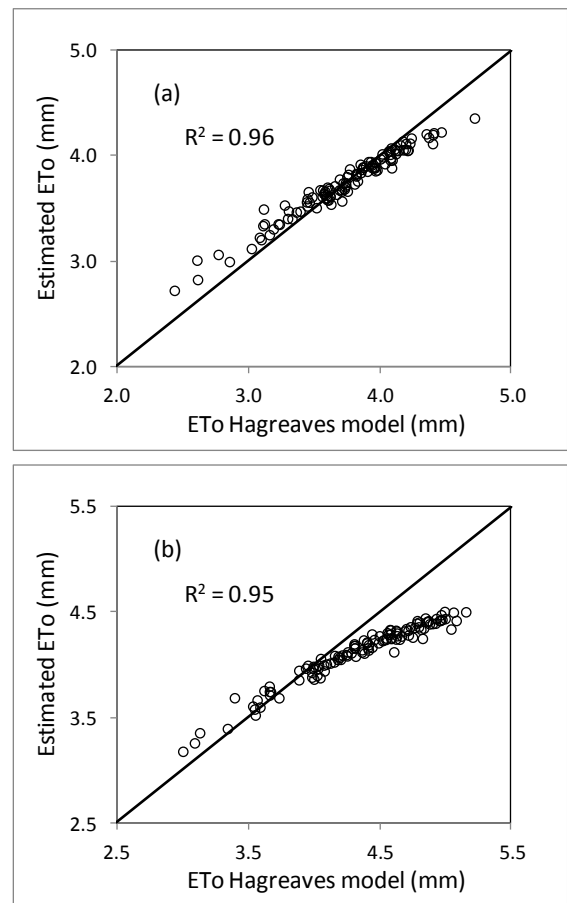 5.0
(a)
R² = 0.96
4.0
3.0
2.0
2.0 3.0 4.0 5.0
Estimated ETo (mm)
ETo Hagreaves model (mm)
5.5
(b)
R² = 0.95
4.5
3.5
2.5
2.5 3.5 4.5 5.5
Estimated ETo (mm)
ETo Hagreaves model (mm)